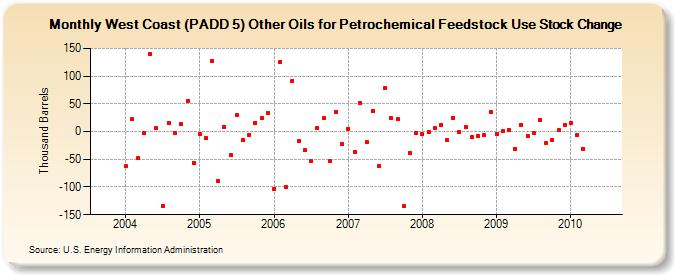 Monthly West Coast (PADD 5) Other Oils for Petrochemical Feedstock Use Stock Change
Thousand Barrels
150
100
50
0
-50
-100
-150
2004 2005 2006 2007 2008 2009 2010
Source: U.S. Energy Information Administration